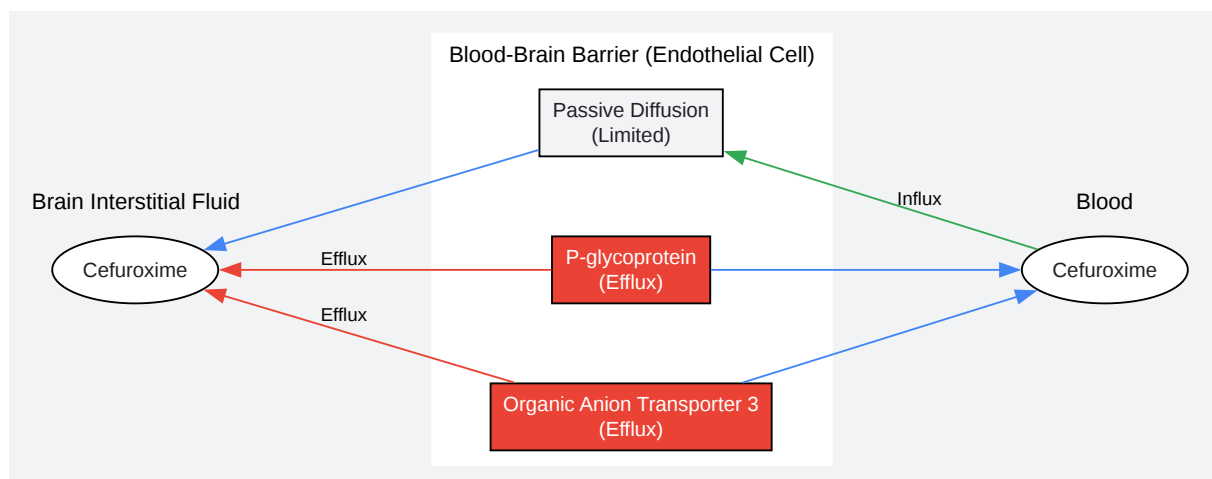 Blood-Brain Barrier (Endothelial Cell)
Passive Diffusion
(Limited)
Brain Interstitial Fluid
Influx
Blood
Cefuroxime
Efflux
P-glycoprotein
(Efflux)
Cefuroxime
Efflux
Organic Anion Transporter 3
(Efflux)